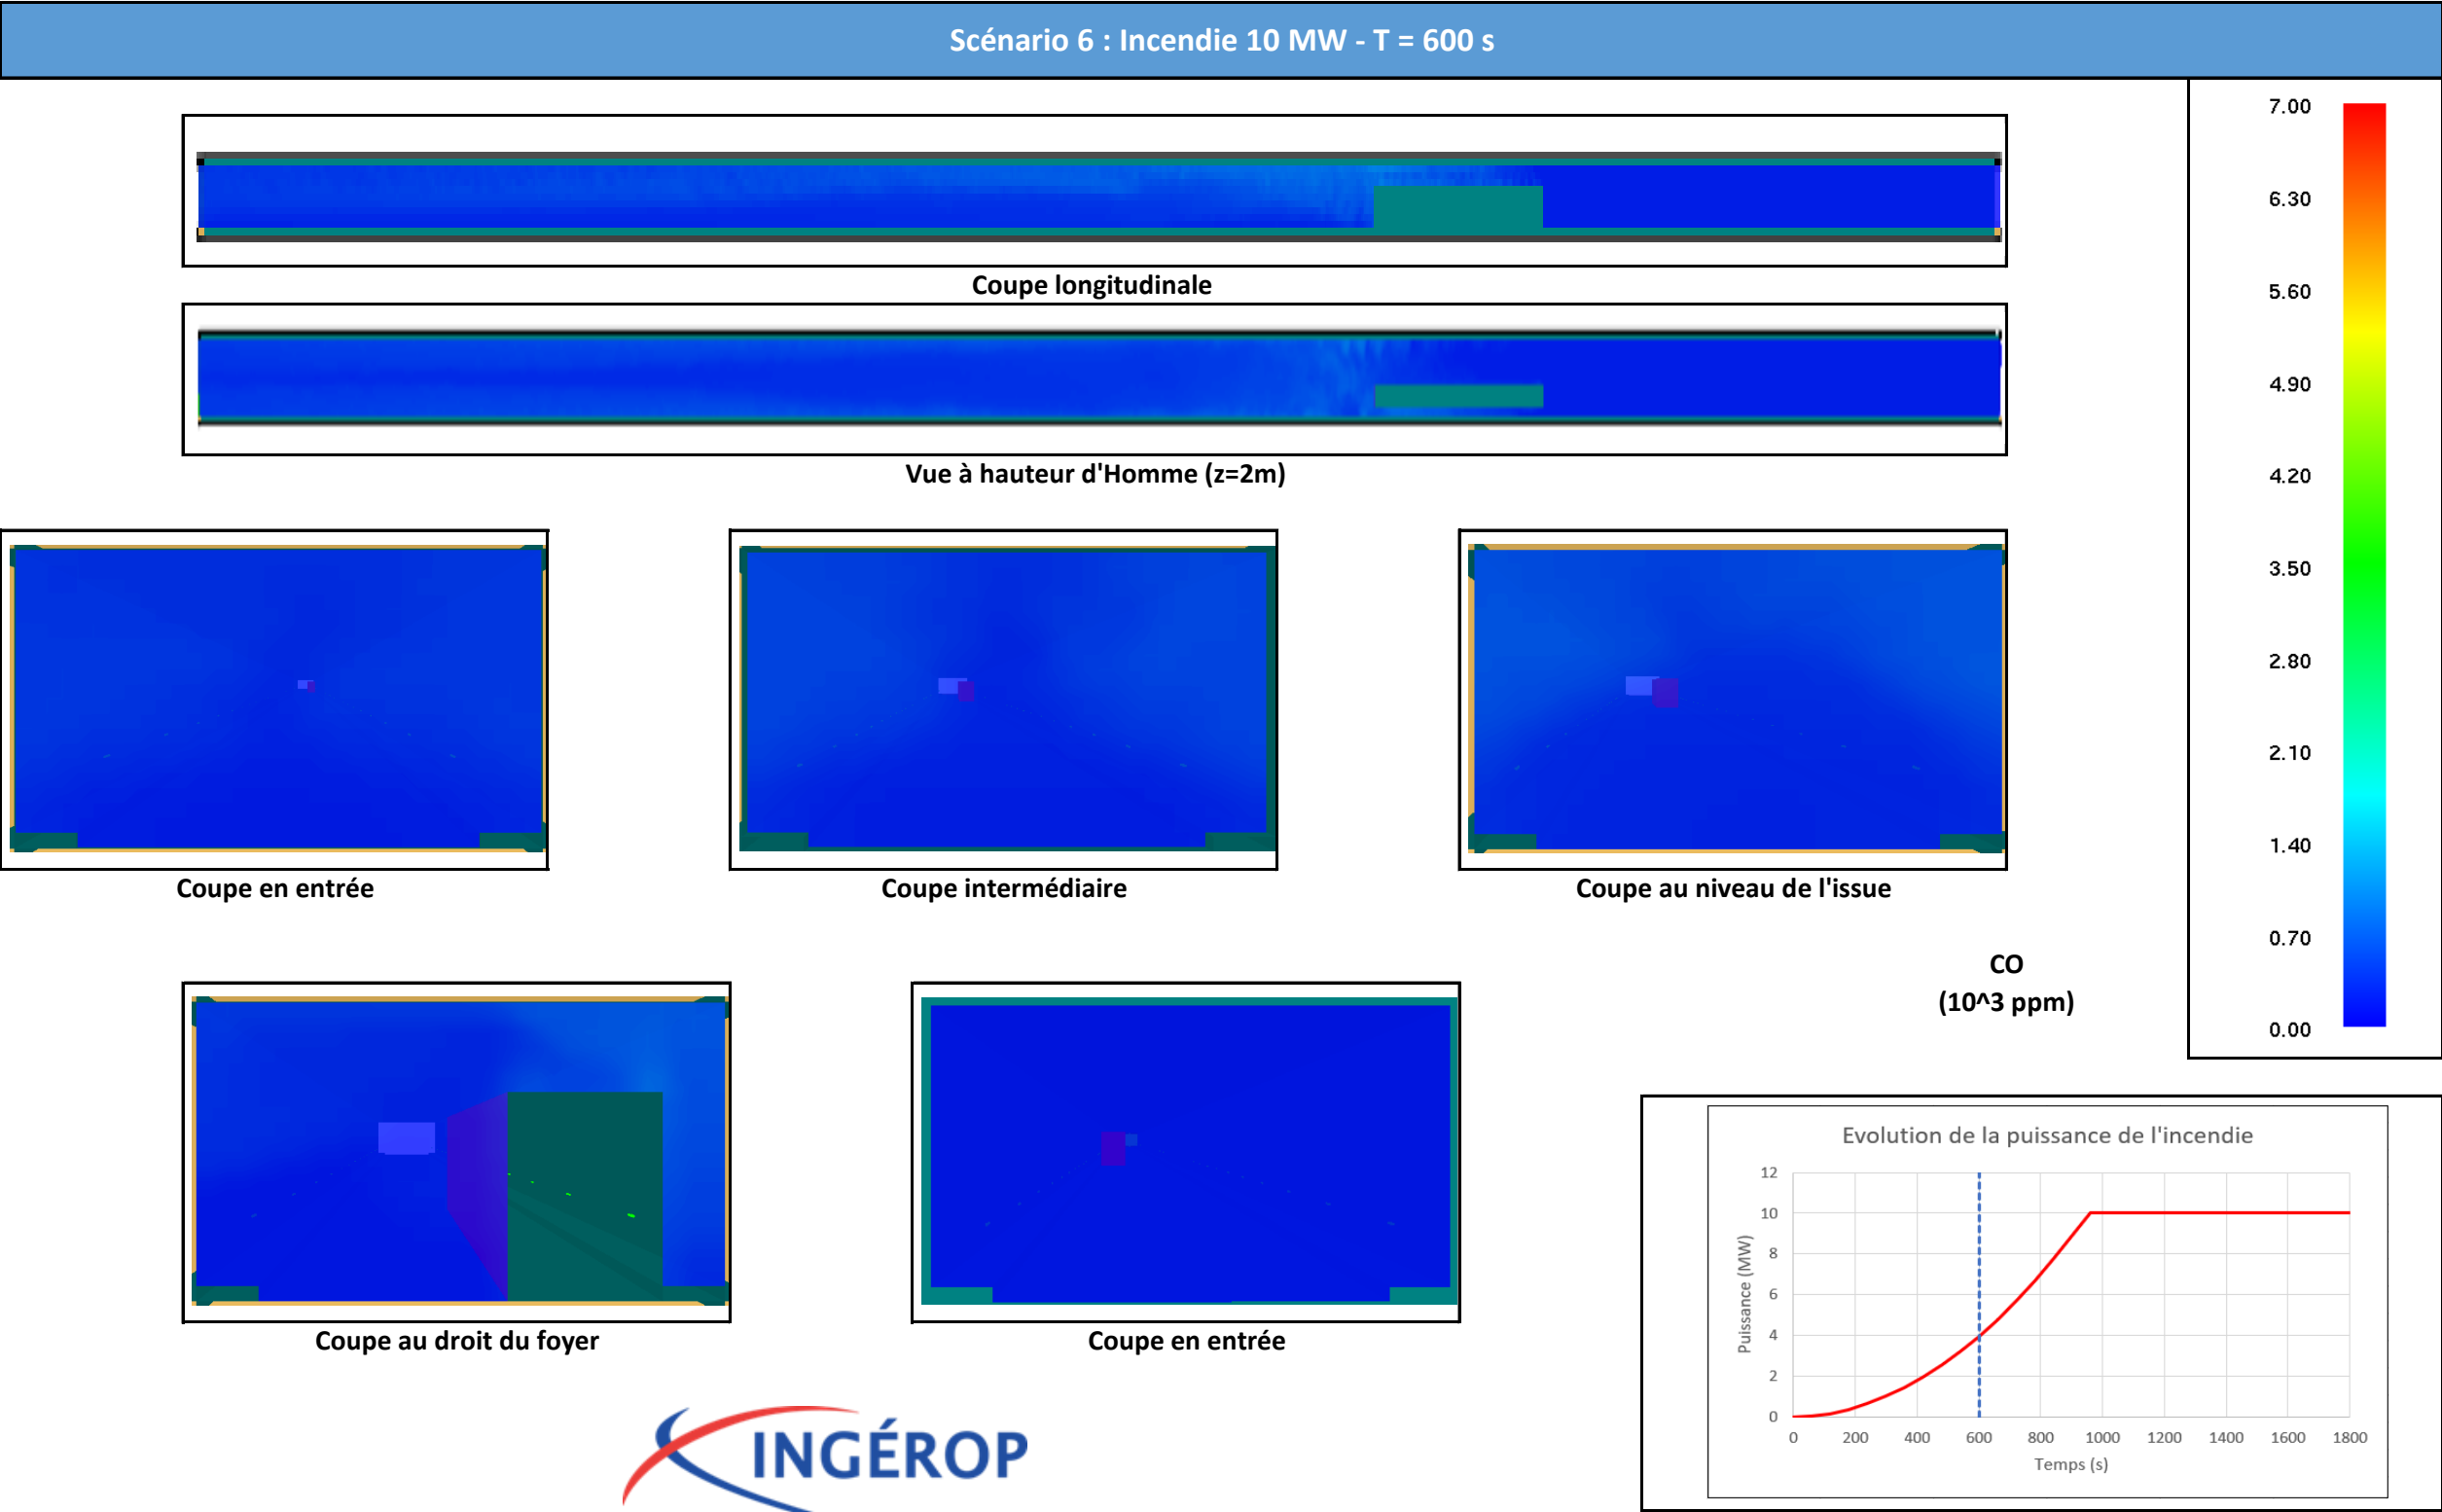 Scénario 6 : Incendie 10 MW - T = 600 s
Coupe longitudinale
Vue à hauteur d'Homme (z=2m)
Coupe en entrée
Coupe intermédiaire
Coupe au niveau de l'issue
Coupe au droit du foyer
Coupe en entrée
CO
(10^3 ppm)
7.00
6.30
5.60
4.90
4.20
3.50
2.80
2.10
1.40
0.70
0.00
Evolution de la puissance de l'incendie
Puissance (MW)
12
10
8
6
4
2
0
0 200 400 600 800 1000 1200 1400 1600 1800
Temps (s)
INGÉROP